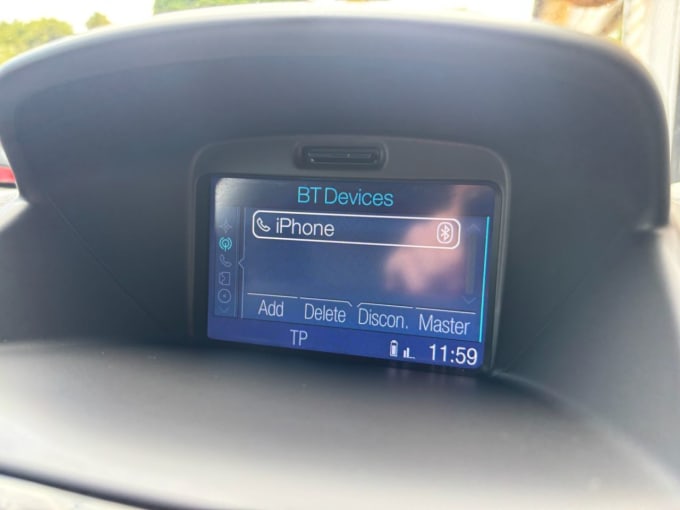 BT Devices
iPhone
Add Delete Discon. Master
TP 11:59